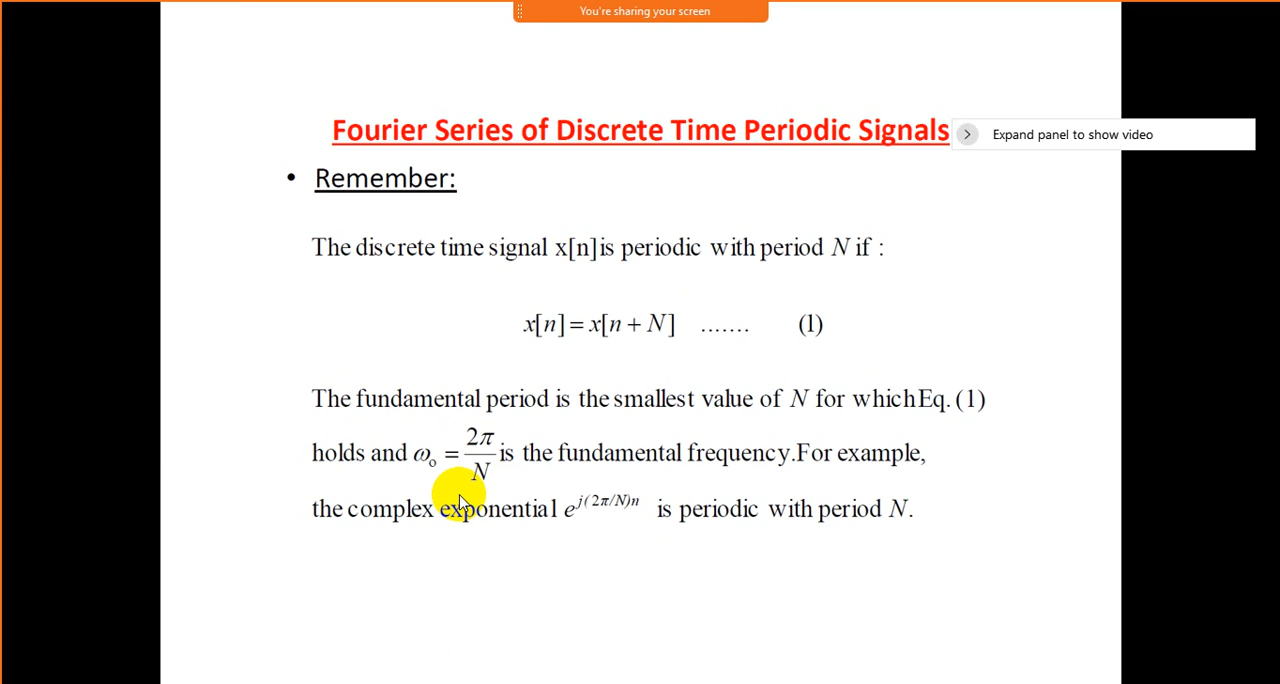 You're sharing your screen
Fourier Series of Discrete Time Periodic Signals
Expand panel to show video
• Remember:
The discrete time signal x[n] is periodic with period N if :
x[n] = x[n + N] ....... (1)
The fundamental period is the smallest value of N for which Eq. (1)
holds and ω₀ = 2π/N is the fundamental frequency. For example,
the complex exponential e^{j(2π/N)n} is periodic with period N.